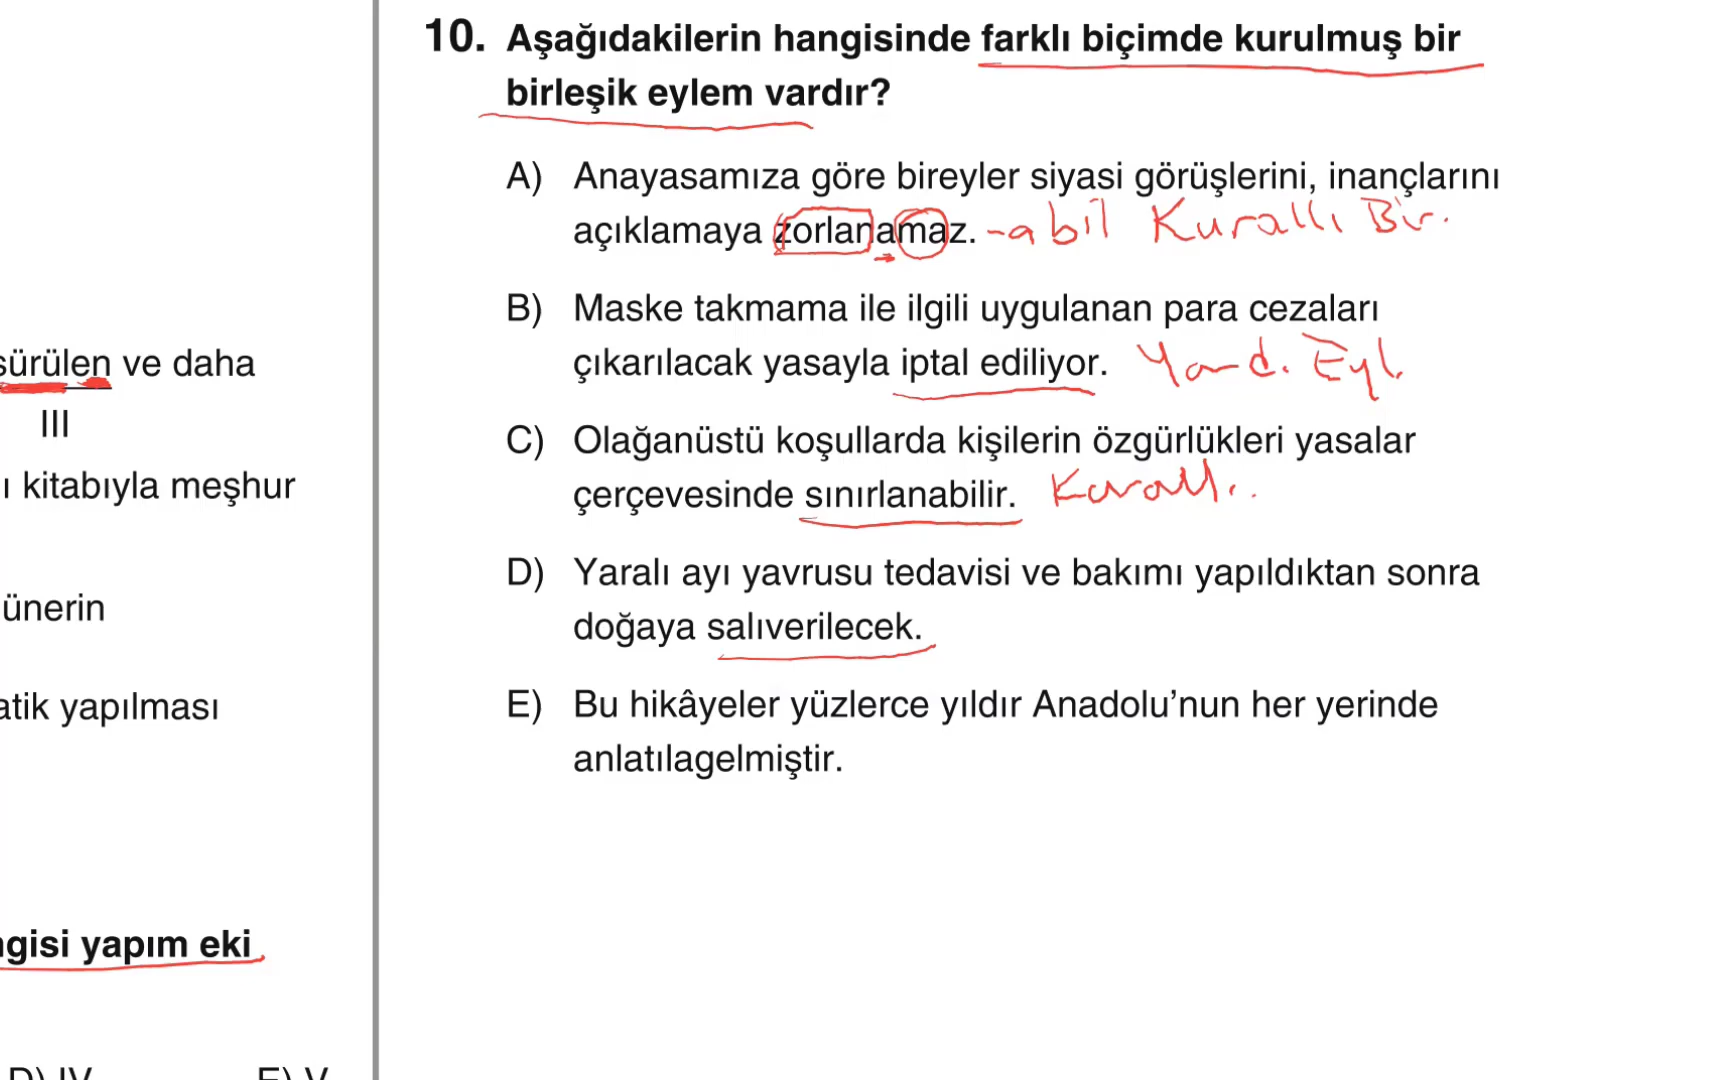 sürülen ve daha
III
ı kitabıyla meşhur
ünerin
atik yapılması
gisi yapım eki
D) IV E) V
10. Aşağıdakilerin hangisinde farklı biçimde kurulmuş bir
birleşik eylem vardır?
A) Anayasamıza göre bireyler siyasi görüşlerini, inançlarını
açıklamaya zorlanamaz. -abil Kurallı Bir.
B) Maske takmama ile ilgili uygulanan para cezaları
çıkarılacak yasayla iptal ediliyor. Yard. Eyl.
C) Olağanüstü koşullarda kişilerin özgürlükleri yasalar
çerçevesinde sınırlanabilir. Kurall..
D) Yaralı ayı yavrusu tedavisi ve bakımı yapıldıktan sonra
doğaya salıverilecek.
E) Bu hikâyeler yüzlerce yıldır Anadolu’nun her yerinde
anlatılagelmiştir.